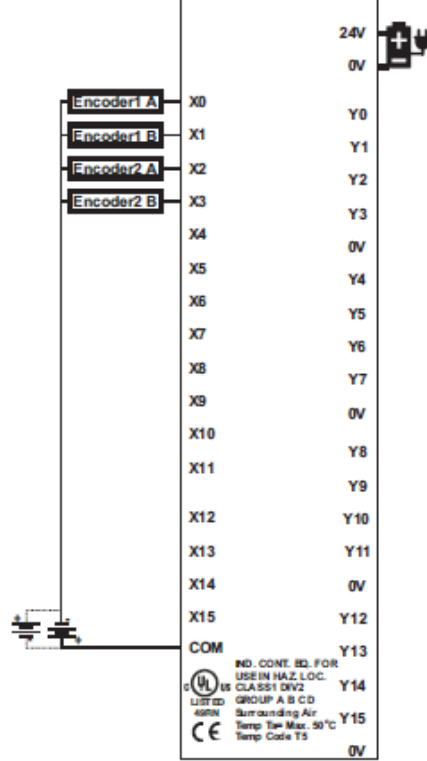 24V
0V
Encoder1 A X0
Y0
Encoder1 B X1
Y1
Encoder2 A X2
Y2
Encoder2 B X3
Y3
X4
0V
X5
Y4
X6
Y5
X7
Y6
X8
Y7
X9
0V
X10
Y8
X11
Y9
X12
Y10
X13
Y11
X14
0V
X15
Y12
COM
Y13
IND. CONT. EQ. FOR
USE IN HAZ. LOC.
CLASS1 DIV2
GROUP A B C D
Surrounding Air
Temp Ta= Max. 50°C
Temp Code T5
C UL US
LISTED
49RN
CE
Y14
Y15
0V